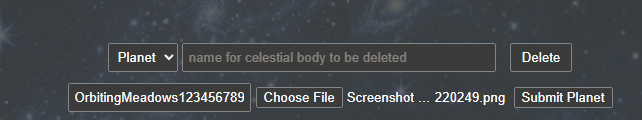 Planet name for celestial body to be deleted Delete
OrbitingMeadows123456789 Choose File Screenshot ... 220249.png Submit Planet